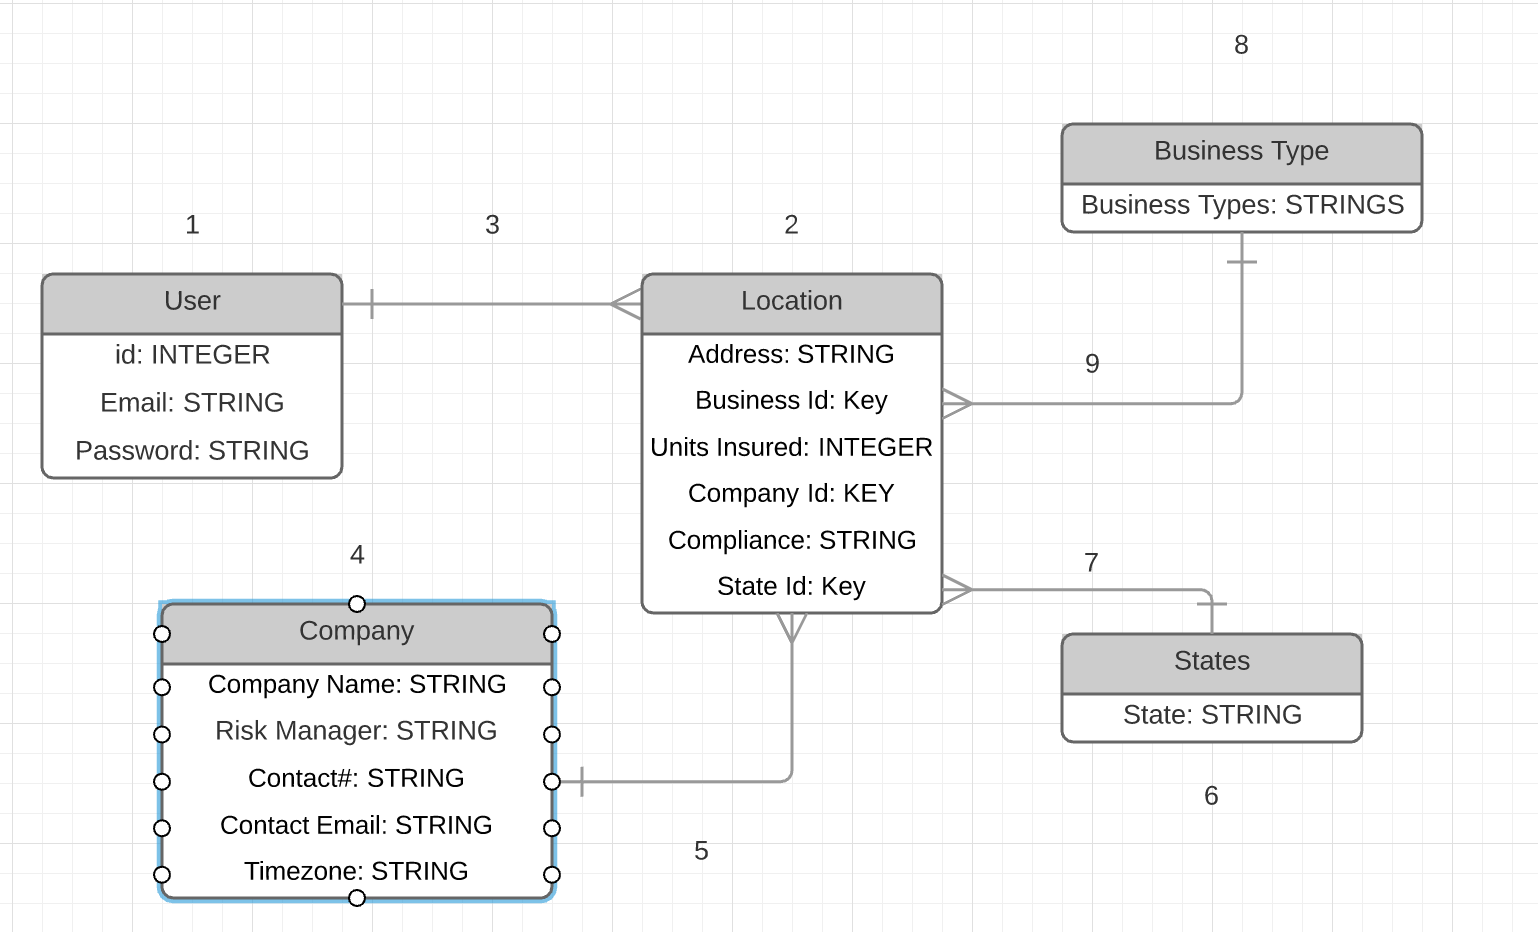 8
Business Type
Business Types: STRINGS
1
3
2
User
id: INTEGER
Email: STRING
Password: STRING
Location
Address: STRING
Business Id: Key
Units Insured: INTEGER
Company Id: KEY
Compliance: STRING
State Id: Key
9
4
Company
Company Name: STRING
Risk Manager: STRING
Contact#: STRING
Contact Email: STRING
Timezone: STRING
7
States
State: STRING
6
5